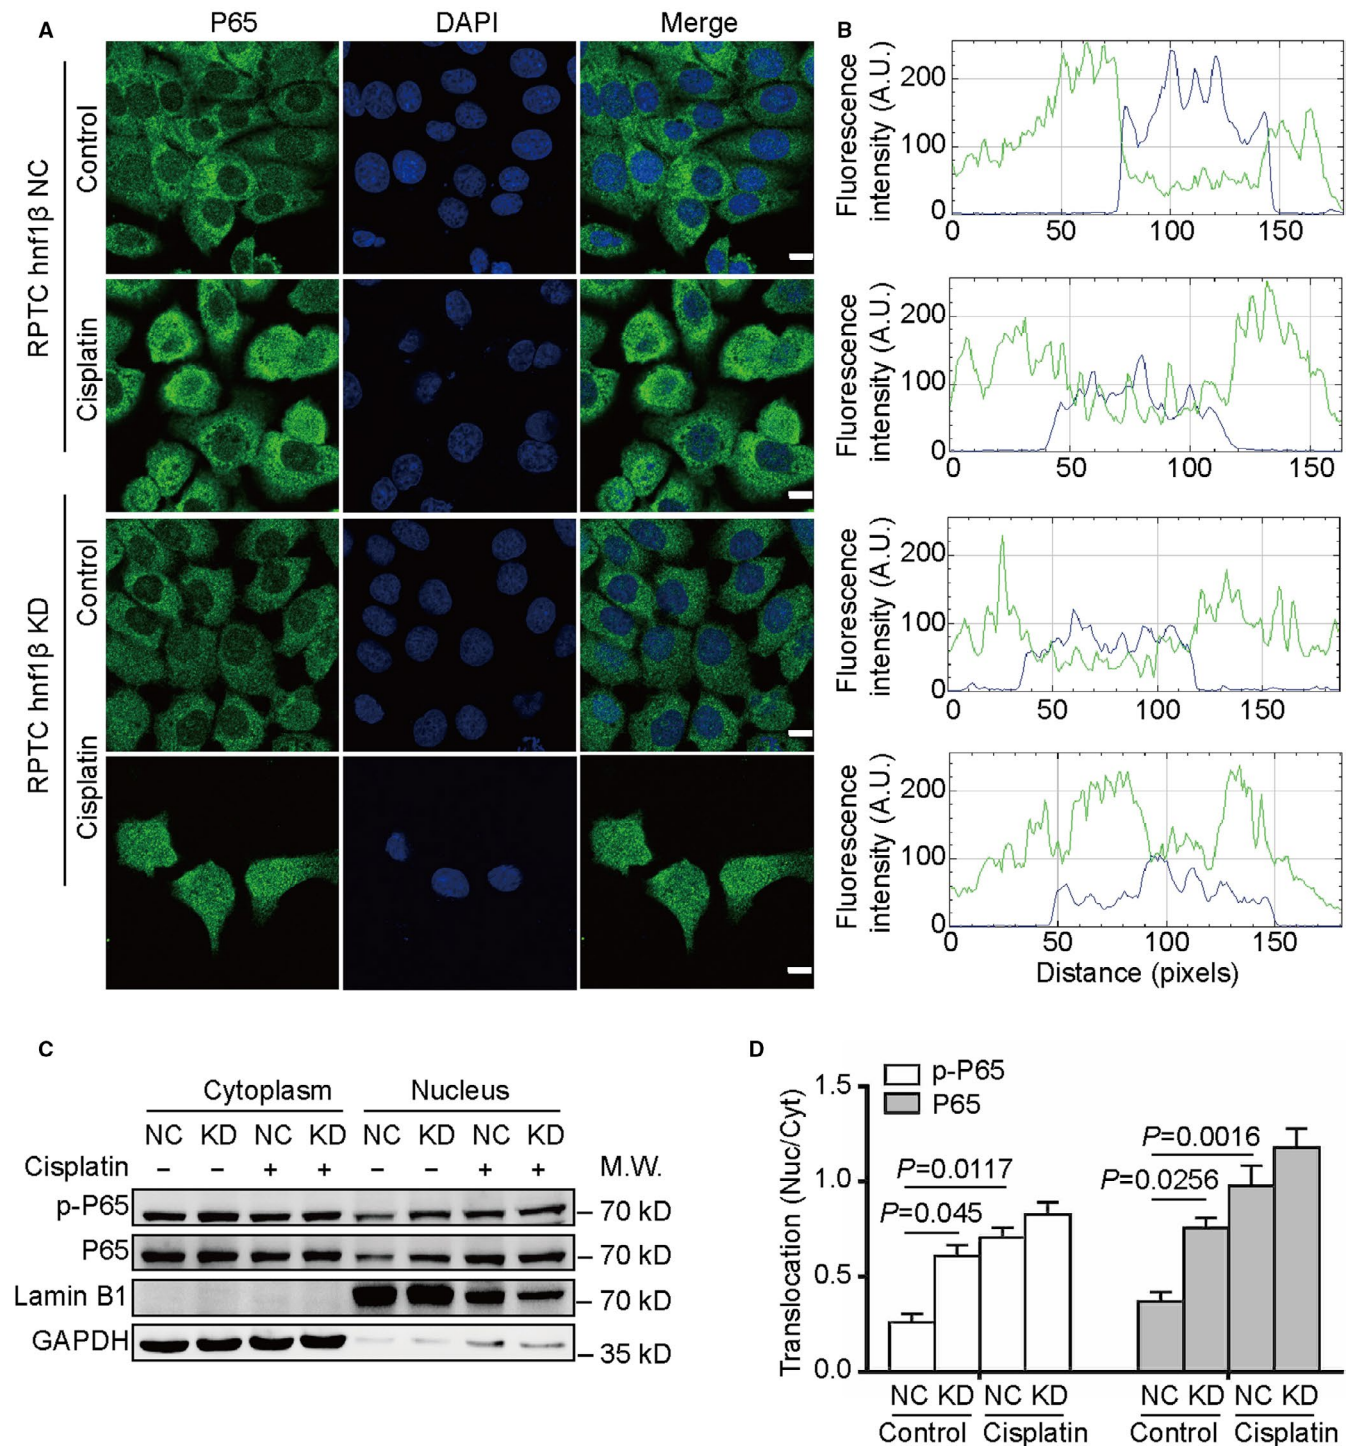 A
P65 DAPI Merge
RPTC hnf1β NC
Control
Cisplatin
RPTC hnf1β KD
Control
Cisplatin
B
Fluorescence
intensity (A.U.)
200
100
0
0 50 100 150
Fluorescence
intensity (A.U.)
200
100
0
0 50 100 150
Fluorescence
intensity (A.U.)
200
100
0
0 50 100 150
Fluorescence
intensity (A.U.)
200
100
0
0 50 100 150
Distance (pixels)
C
Cytoplasm Nucleus
NC KD NC KD NC KD NC KD
Cisplatin – – + + – – + + M.W.
p-P65 – 70 kD
P65 – 70 kD
Lamin B1 – 70 kD
GAPDH – 35 kD
D
Translocation (Nuc/Cyt)
1.5
1.0
0.5
0.0
p-P65
P65
P=0.0117
P=0.045
P=0.0016
P=0.0256
NC KD NC KD NC KD NC KD
Control Cisplatin Control Cisplatin